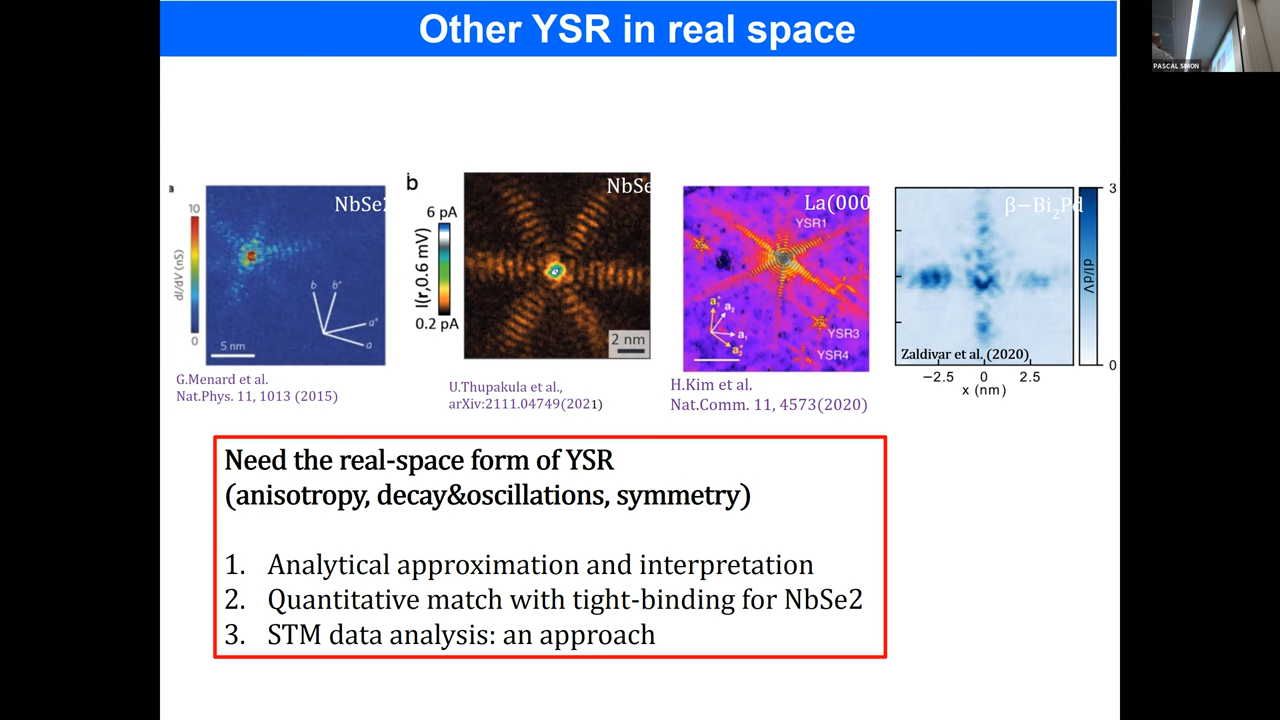 Other YSR in real space
PASCAL SIMON
10
dI/dV (nS)
0
NbSe2
b
b*
a*
a
5 nm
G.Menard et al.
Nat.Phys. 11, 1013 (2015)
b
6 pA
I(r,0.6 mV)
0.2 pA
NbSe
2 nm
U.Thupakula et al.,
arXiv:2111.04749(2021)
La(000
YSR1
a₁*
a₂
a₁
a₂*
YSR3
YSR4
H.Kim et al.
Nat.Comm. 11, 4573(2020)
β−Bi₂Pd
3
dI/dV
0
Zaldivar et al. (2020)
−2.5 0 2.5
x (nm)
Need the real-space form of YSR
(anisotropy, decay&oscillations, symmetry)
1. Analytical approximation and interpretation
2. Quantitative match with tight-binding for NbSe2
3. STM data analysis: an approach